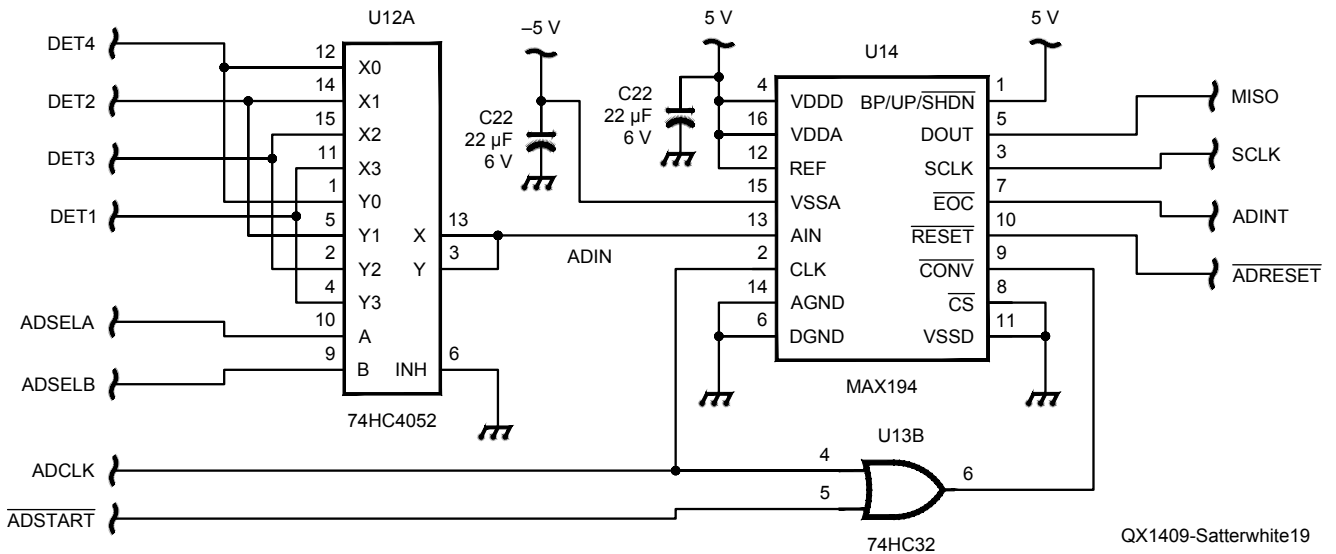 U12A
DET4
DET2
DET3
DET1
ADSELA
ADSELB
ADCLK
ADSTART
12
14
15
11
1
5
2
4
10
9
X0
X1
X2
X3
Y0
Y1
Y2
Y3
A
B
X
Y
INH
13
3
6
74HC4052
–5 V
C22
22 µF
6 V
5 V
C22
22 µF
6 V
ADIN
U14
5 V
4
16
12
15
13
2
14
6
VDDD
VDDA
REF
VSSA
AIN
CLK
AGND
DGND
BP/UP/SHDN
DOUT
SCLK
EOC
RESET
CONV
CS
VSSD
1
5
3
7
10
9
8
11
MAX194
MISO
SCLK
ADINT
ADRESET
U13B
4
5
6
74HC32
QX1409-Satterwhite19